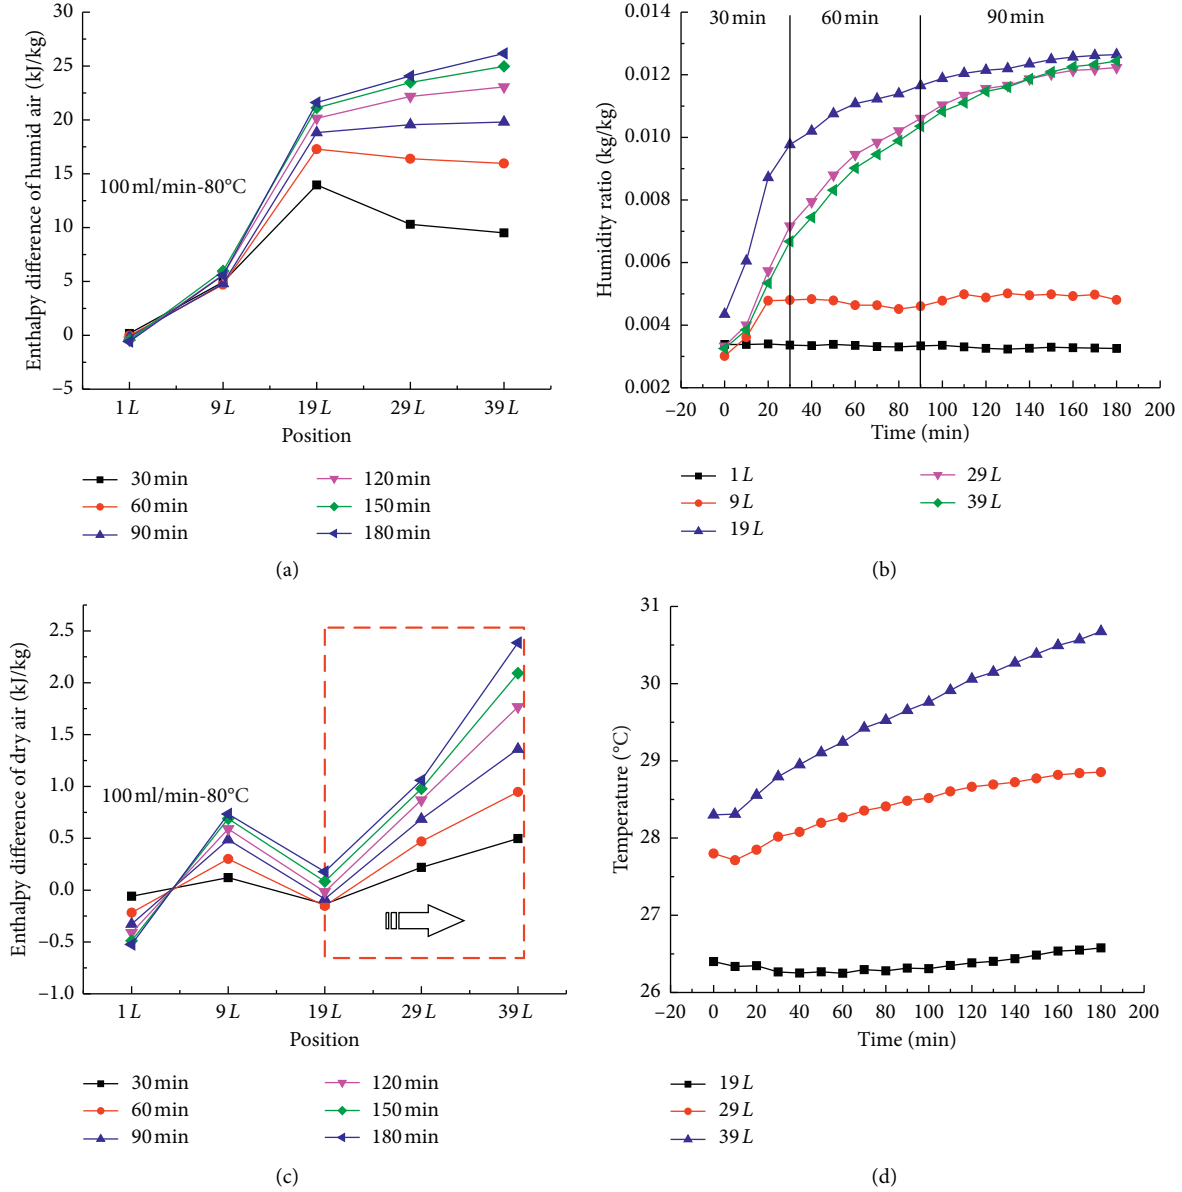 30
25
20
15
10
5
0
−5
Enthalpy difference of humid air (kJ/kg)
100 ml/min-80°C
1 L 9 L 19 L 29 L 39 L
Position
30 min
60 min
90 min
120 min
150 min
180 min
(a)
0.014
0.012
0.010
0.008
0.006
0.004
0.002
Humidity ratio (kg/kg)
30 min 60 min 90 min
−20 0 20 40 60 80 100 120 140 160 180 200
Time (min)
1 L
9 L
19 L
29 L
39 L
(b)
2.5
2.0
1.5
1.0
0.5
0.0
−0.5
−1.0
Enthalpy difference of dry air (kJ/kg)
100 ml/min-80°C
1 L 9 L 19 L 29 L 39 L
Position
30 min
60 min
90 min
120 min
150 min
180 min
(c)
31
30
29
28
27
26
Temperature (°C)
−20 0 20 40 60 80 100 120 140 160 180 200
Time (min)
19 L
29 L
39 L
(d)